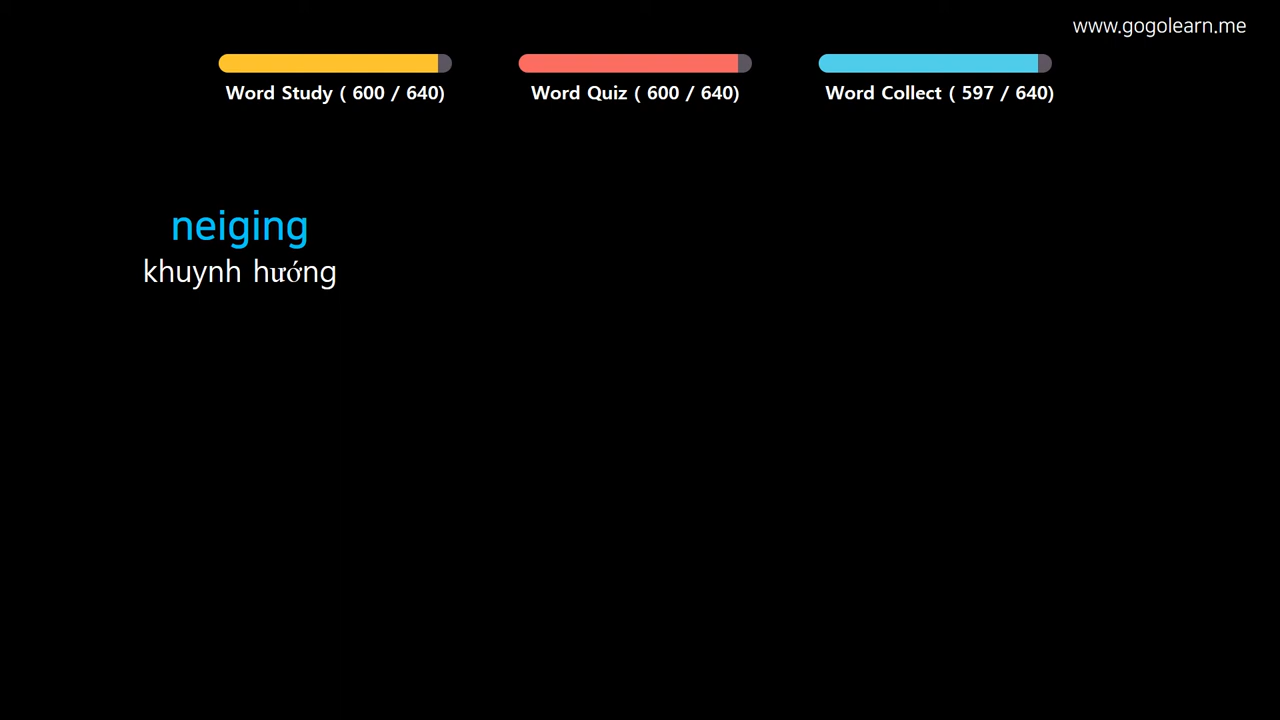 www.gogolearn.me
Word Study ( 600 / 640)
Word Quiz ( 600 / 640)
Word Collect ( 597 / 640)
neiging
khuynh hướng